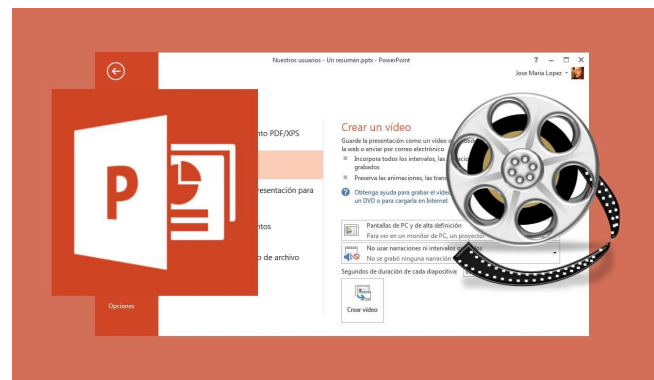 Nuestros usuarios - Un resumen.pptx - PowerPoint
Jose Maria Lopez
P
nto PDF/XPS
esentación para
ntos
o de archivo
Opciones
Crear un vídeo
Guarde la presentación como un vídeo
la web o enviar por correo electrónico
Incorpora todos los intervalos, las
grabados
Preserva las animaciones, las
Obtenga ayuda para grabar el
un DVD o para cargarla en Internet
Pantallas de PC y de alta definición
Para ver en un monitor de PC, un
No usar narraciones ni intervalos
No se grabó ninguna narración
Segundos de duración de cada diapositiva:
Crear vídeo